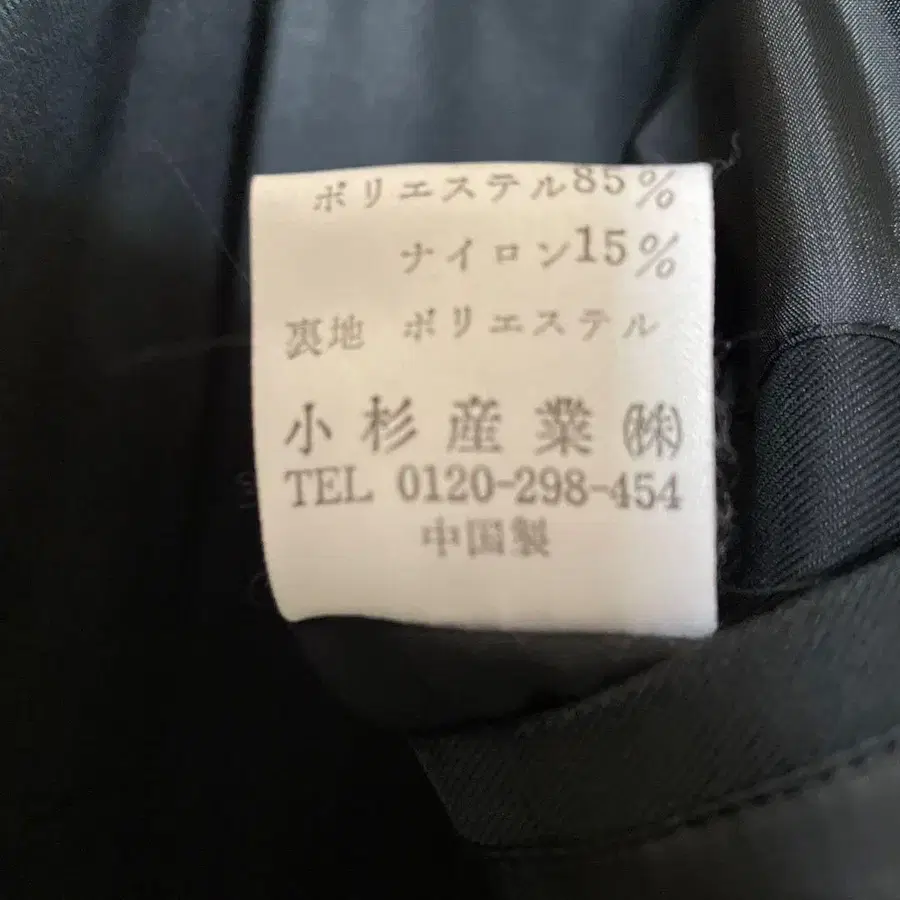 ポリエステル85%
ナイロン15%
裏地 ポリエステル
小杉産業㈱
TEL 0120-298-454
中国製